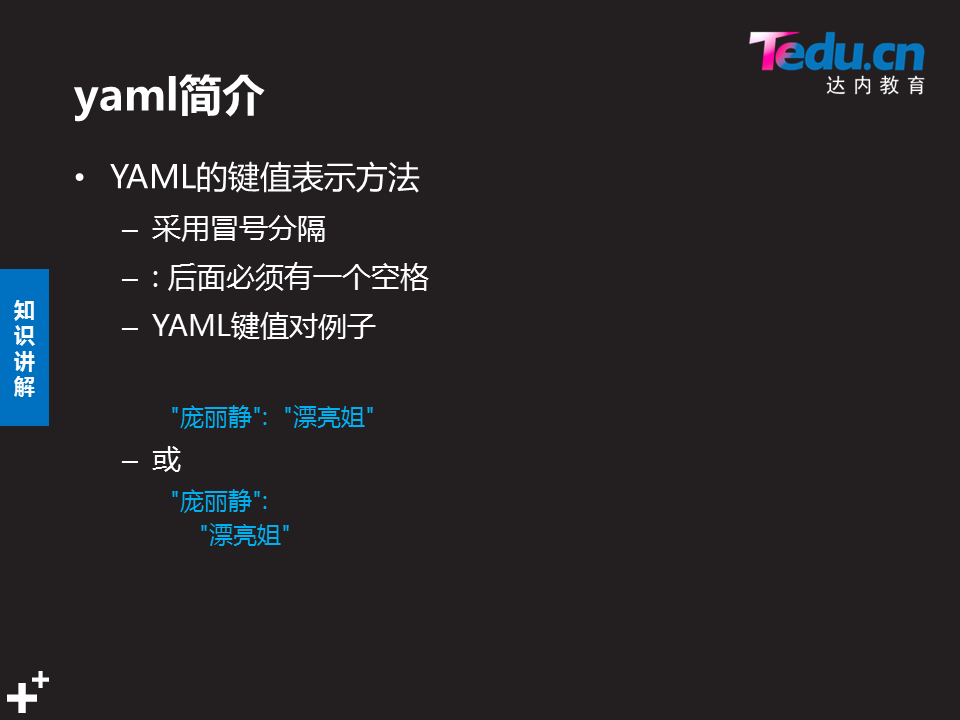 Tedu.cn
达内教育
yaml简介
• YAML的键值表示方法
– 采用冒号分隔
– : 后面必须有一个空格
– YAML键值对例子
"庞丽静": "漂亮姐"
– 或
"庞丽静":
"漂亮姐"
知识讲解